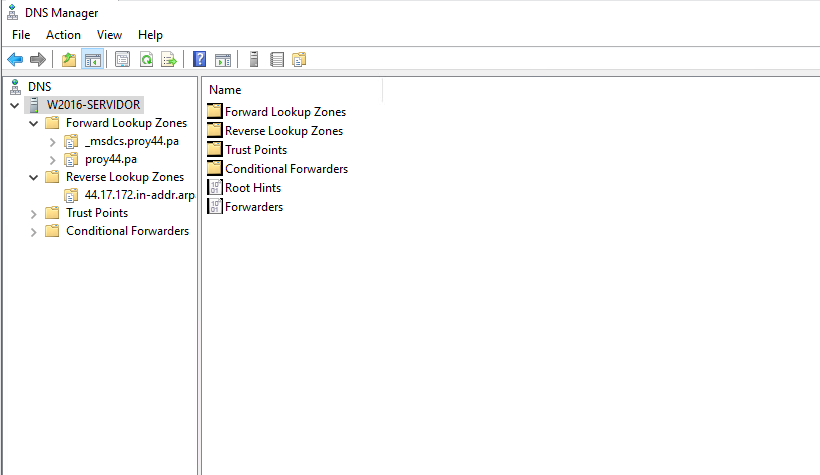 DNS Manager
File Action View Help
DNS
W2016-SERVIDOR
Forward Lookup Zones
_msdcs.proy44.pa
proy44.pa
Reverse Lookup Zones
44.17.172.in-addr.arp
Trust Points
Conditional Forwarders
Name
Forward Lookup Zones
Reverse Lookup Zones
Trust Points
Conditional Forwarders
Root Hints
Forwarders